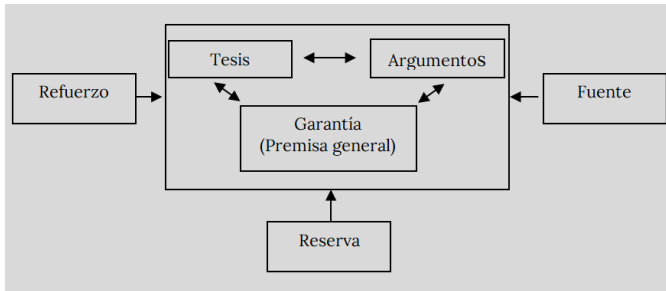 Tesis
Argumentos
Refuerzo
Fuente
Garantía
(Premisa general)
Reserva